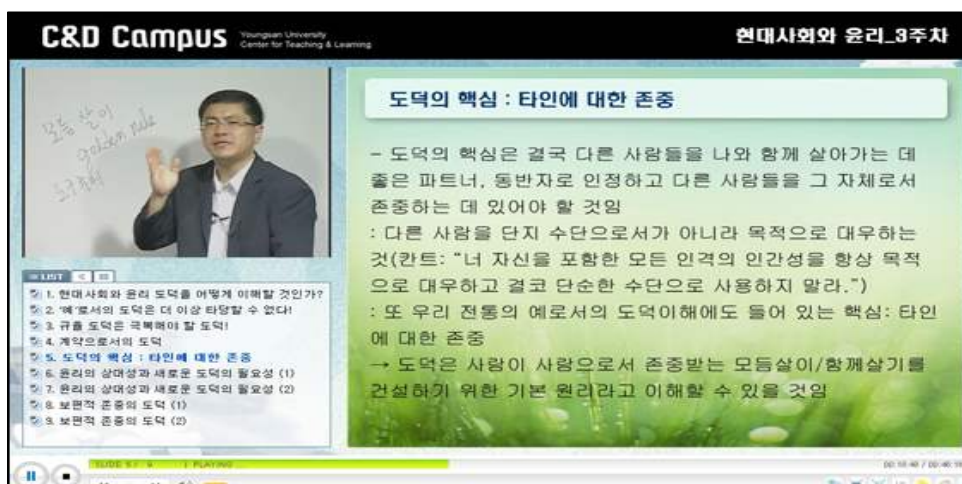 C&D Campus
Youngsan University
Center for Teaching & Learning
현대사회와 윤리_3주차
모듬 살이
golden rule
도덕의 핵심 : 타인에 대한 존중
- 도덕의 핵심은 결국 다른 사람들을 나와 함께 살아가는 데
좋은 파트너, 동반자로 인정하고 다른 사람들을 그 자체로서
존중하는 데 있어야 할 것임
: 다른 사람을 단지 수단으로서가 아니라 목적으로 대우하는
것(칸트: “너 자신을 포함한 모든 인격의 인간성을 항상 목적
으로 대우하고 결코 단순한 수단으로 사용하지 말라.”)
: 또 우리 전통의 예로서의 도덕이해에도 들어 있는 핵심: 타인
에 대한 존중
→ 도덕은 사람이 사람으로서 존중받는 모듬살이/함께살기를
건설하기 위한 기본 원리라고 이해할 수 있을 것임
LIST
1. 현대사회와 윤리 도덕을 어떻게 이해할 것인가?
2. '예'로서의 도덕은 더 이상 타당할 수 없다!
3. 규율 도덕은 극복해야 할 도덕!
4. 계약으로서의 도덕
5. 도덕의 핵심 : 타인에 대한 존중
6. 윤리의 상대성과 새로운 도덕의 필요성 (1)
7. 윤리의 상대성과 새로운 도덕의 필요성 (2)
8. 보편적 존중의 도덕 (1)
9. 보편적 존중의 도덕 (2)
SLIDE 5 / 9 | PLAYING...